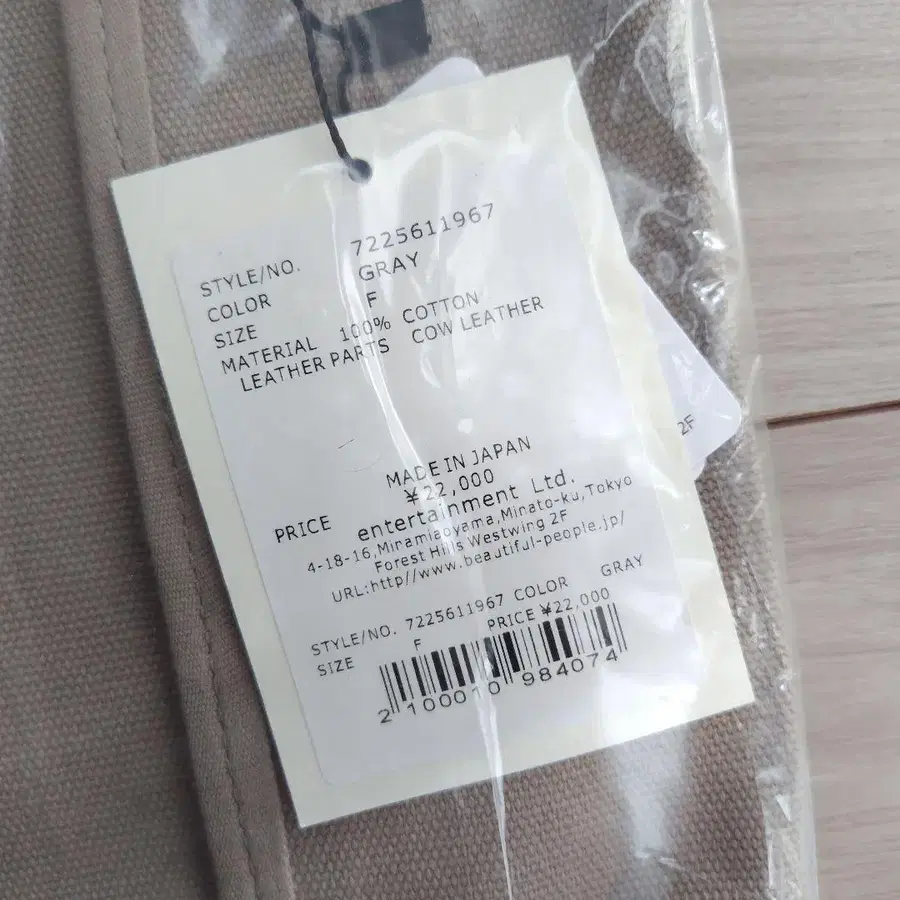 STYLE/NO. 7225611967
COLOR GRAY
SIZE F
MATERIAL 100% COTTON
LEATHER PARTS COW LEATHER
MADE IN JAPAN
PRICE ¥22,000
entertainment Ltd.
4-18-16,Miramiaoyama,Minato-ku,Tokyo
Forest Hills Westwing 2F
URL:http//www.beautiful-people.jp/
STYLE/NO. 7225611967 COLOR GRAY
SIZE F PRICE ¥22,000
2 100010 984074
2F